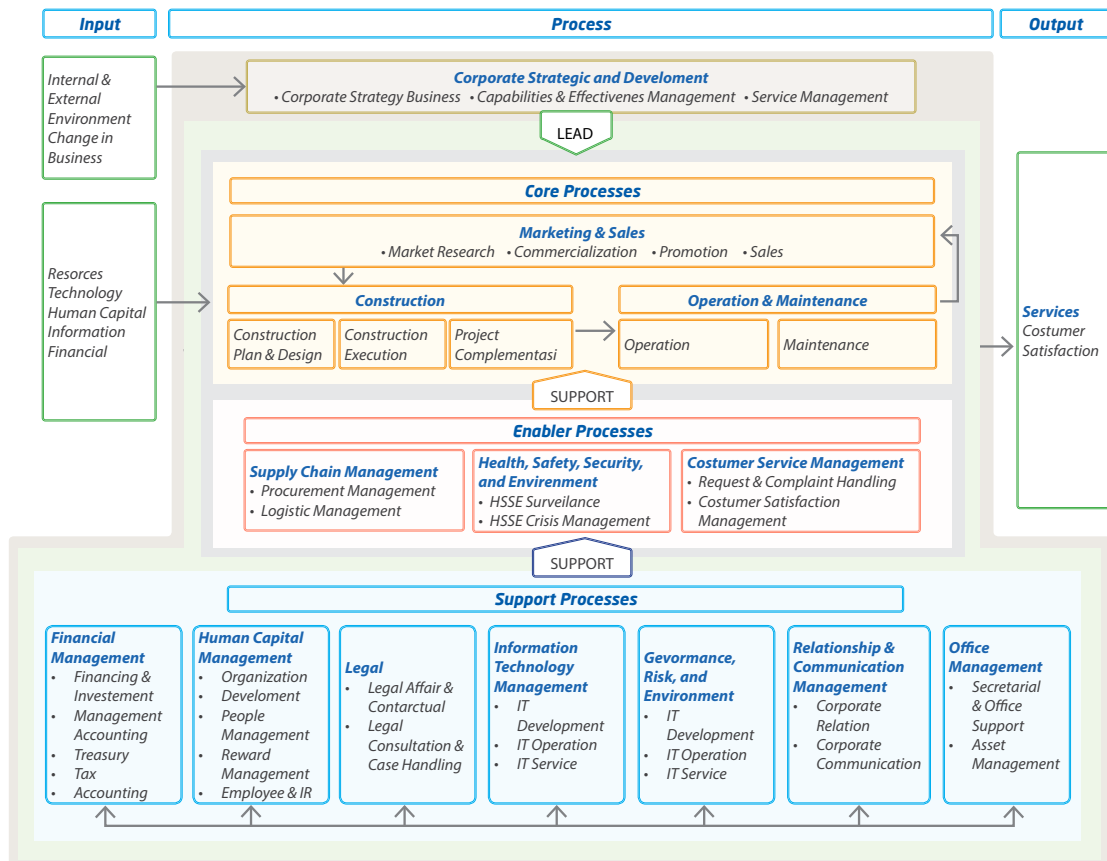 Input
Process
Output
Internal &
External
Environment
Change in
Business
Corporate Strategic and Develoment
• Corporate Strategy Business • Capabilities & Effectivenes Management • Service Management
LEAD
Core Processes
Marketing & Sales
• Market Research • Commercialization • Promotion • Sales
Resorces
Technology
Human Capital
Information
Financial
Construction
Construction
Plan & Design
Construction
Execution
Project
Complementasi
Operation & Maintenance
Operation
Maintenance
Services
Costumer
Satisfaction
SUPPORT
Enabler Processes
Supply Chain Management
• Procurement Management
• Logistic Management
Health, Safety, Security,
and Envirenment
• HSSE Surveilance
• HSSE Crisis Management
Costumer Service Management
• Request & Complaint Handling
• Costumer Satisfaction
Management
SUPPORT
Support Processes
Financial
Management
• Financing &
Investement
• Management
Accounting
• Treasury
• Tax
• Accounting
Human Capital
Management
• Organization
• Develoment
• People
Management
• Reward
Management
• Employee & IR
Legal
• Legal Affair &
Contarctual
• Legal
Consultation &
Case Handling
Information
Technology
Management
• IT
Development
• IT Operation
• IT Service
Gevormance,
Risk, and
Environment
• IT
Development
• IT Operation
• IT Service
Relationship &
Communication
Management
• Corporate
Relation
• Corporate
Communication
Office
Management
• Secretarial
& Office
Support
• Asset
Management